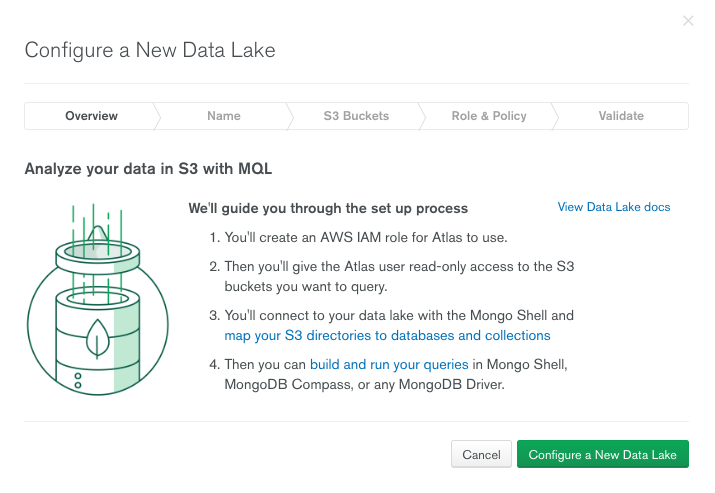 Configure a New Data Lake
Overview
Name
S3 Buckets
Role & Policy
Validate
Analyze your data in S3 with MQL
We'll guide you through the set up process
View Data Lake docs
1. You'll create an AWS IAM role for Atlas to use.
2. Then you'll give the Atlas user read-only access to the S3
buckets you want to query.
3. You'll connect to your data lake with the Mongo Shell and
map your S3 directories to databases and collections
4. Then you can build and run your queries in Mongo Shell,
MongoDB Compass, or any MongoDB Driver.
Cancel
Configure a New Data Lake